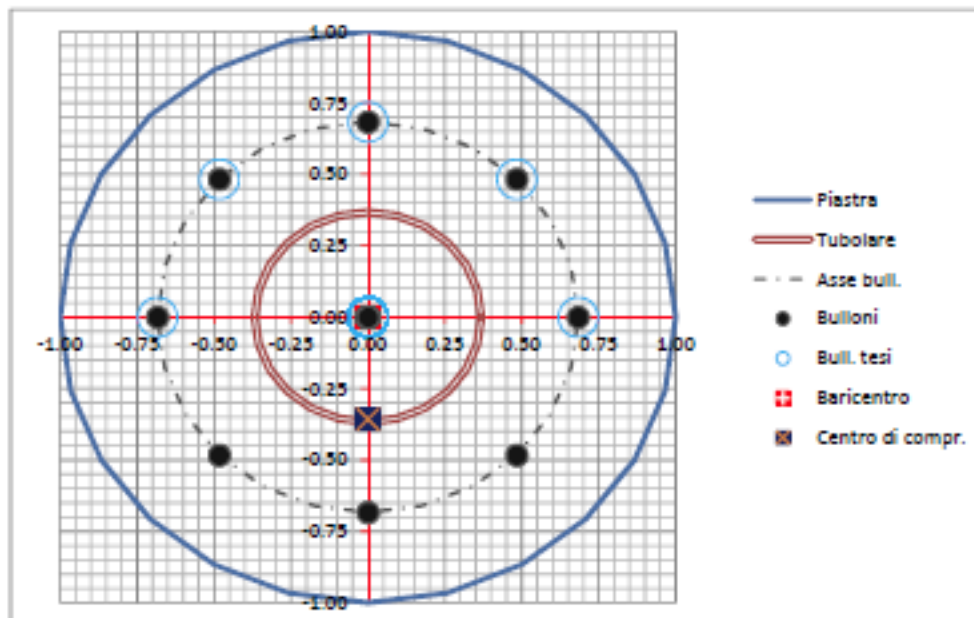 1.00
0.75
0.50
0.25
0.00
-1.00 -0.75 -0.50 -0.25 0.00 0.25 0.50 0.75 1.00
-0.25
-0.50
-0.75
-1.00
Piastra
Tubolare
Asse bull.
Bulloni
Bull. tesi
Baricentro
Centro di compr.